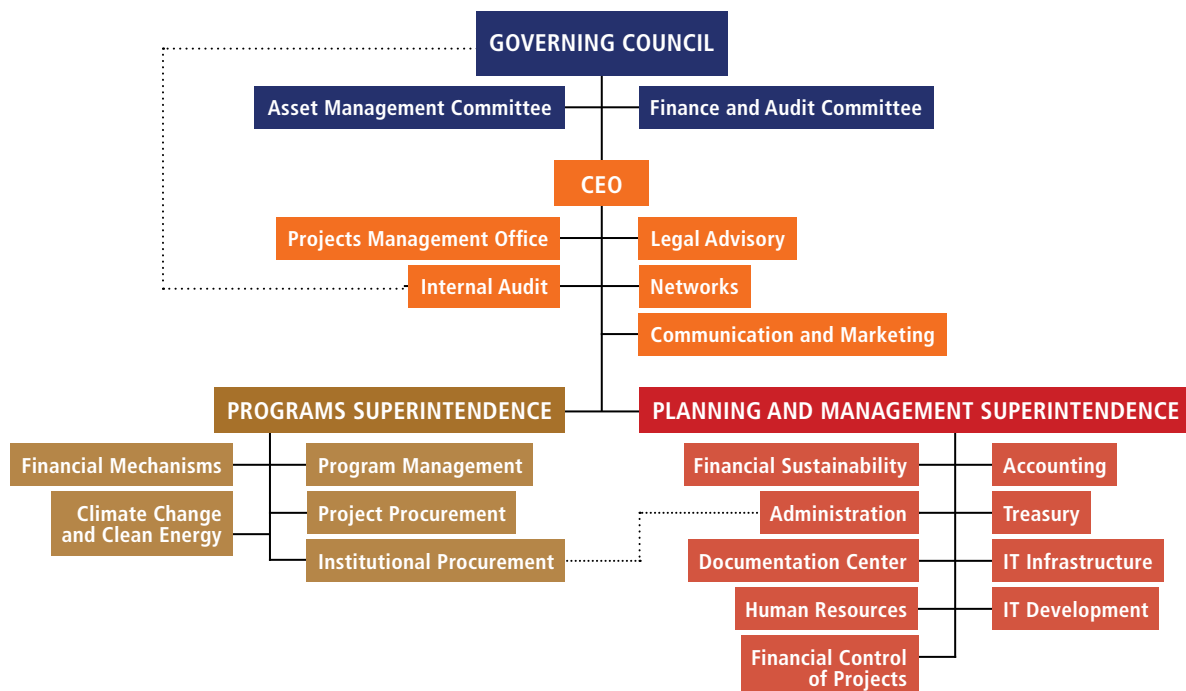 GOVERNING COUNCIL
Asset Management Committee
Finance and Audit Committee
CEO
Projects Management Office
Legal Advisory
Internal Audit
Networks
Communication and Marketing
PROGRAMS SUPERINTENDENCE
PLANNING AND MANAGEMENT SUPERINTENDENCE
Financial Mechanisms
Program Management
Climate Change
and Clean Energy
Project Procurement
Institutional Procurement
Financial Sustainability
Accounting
Administration
Treasury
Documentation Center
IT Infrastructure
Human Resources
IT Development
Financial Control
of Projects